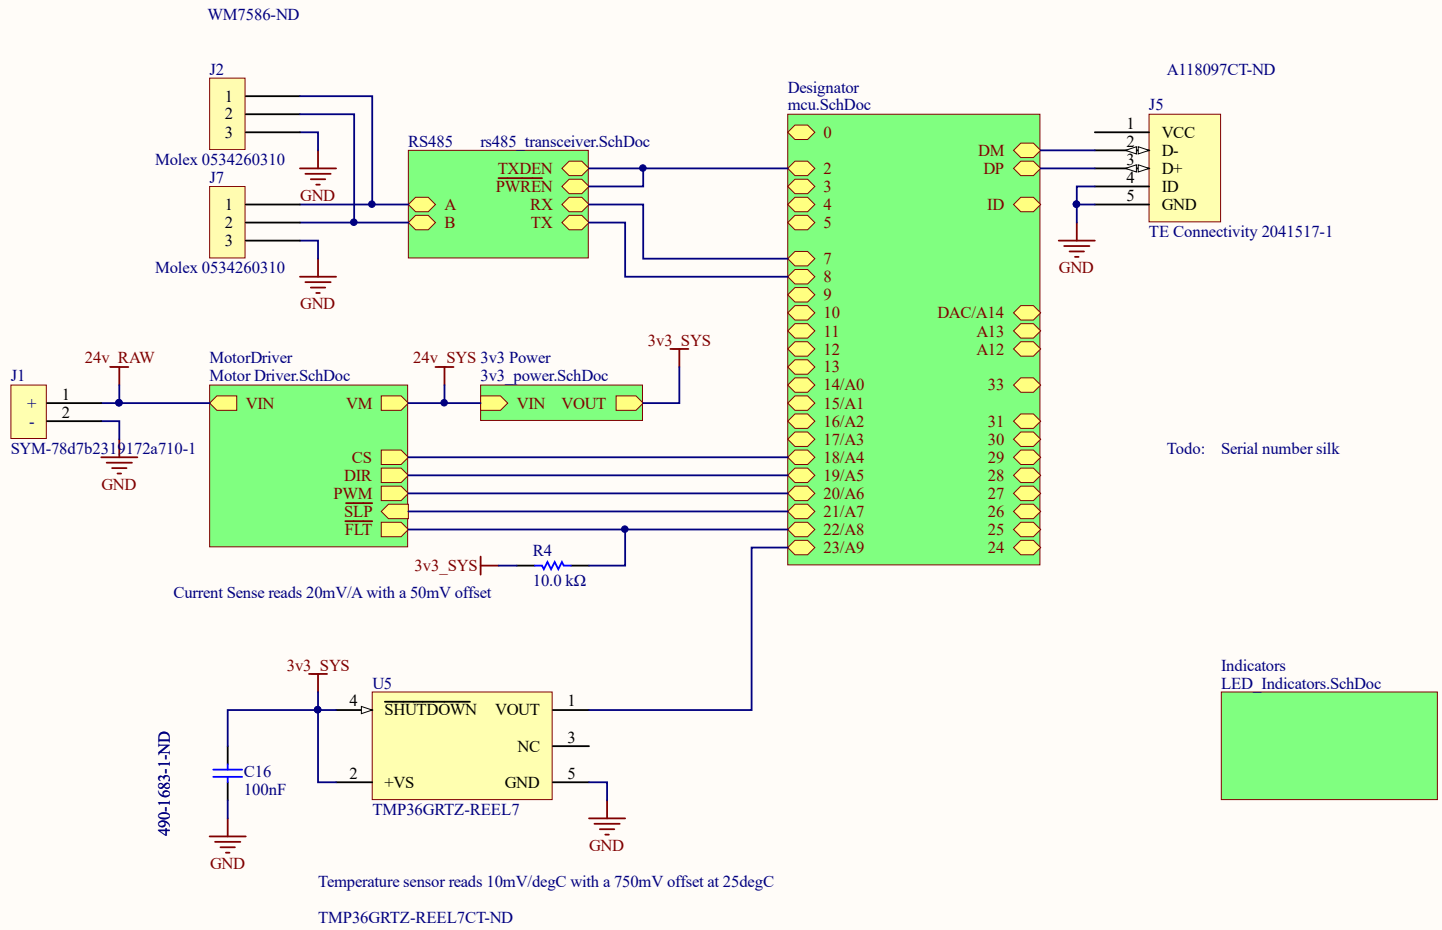 WM7586-ND
J2
1
2
3
Molex 0534260310
GND
J7
1
2
3
Molex 0534260310
GND
RS485 rs485_transceiver.SchDoc
TXDEN
PWREN
RX
TX
A
B
Designator
mcu.SchDoc
0
2
3
4
5
7
8
9
10
11
12
13
14/A0
15/A1
16/A2
17/A3
18/A4
19/A5
20/A6
21/A7
22/A8
23/A9
DM
DP
ID
DAC/A14
A13
A12
33
31
30
29
28
27
26
25
24
A118097CT-ND
J5
1 VCC
2 D-
3 D+
4 ID
5 GND
TE Connectivity 2041517-1
GND
24v_RAW
J1
+ 1
- 2
SYM-78d7b2319172a710-1
GND
MotorDriver
Motor Driver.SchDoc
VIN VM
CS
DIR
PWM
SLP
FLT
24v_SYS
3v3 Power
3v3_power.SchDoc
VIN VOUT
3v3_SYS
3v3_SYS
R4
10.0 kΩ
Current Sense reads 20mV/A with a 50mV offset
Todo: Serial number silk
3v3_SYS
U5
4 SHUTDOWN VOUT 1
NC 3
2 +VS GND 5
TMP36GRTZ-REEL7
C16
100nF
490-1683-1-ND
GND
GND
Indicators
LED_Indicators.SchDoc
Temperature sensor reads 10mV/degC with a 750mV offset at 25degC
TMP36GRTZ-REEL7CT-ND